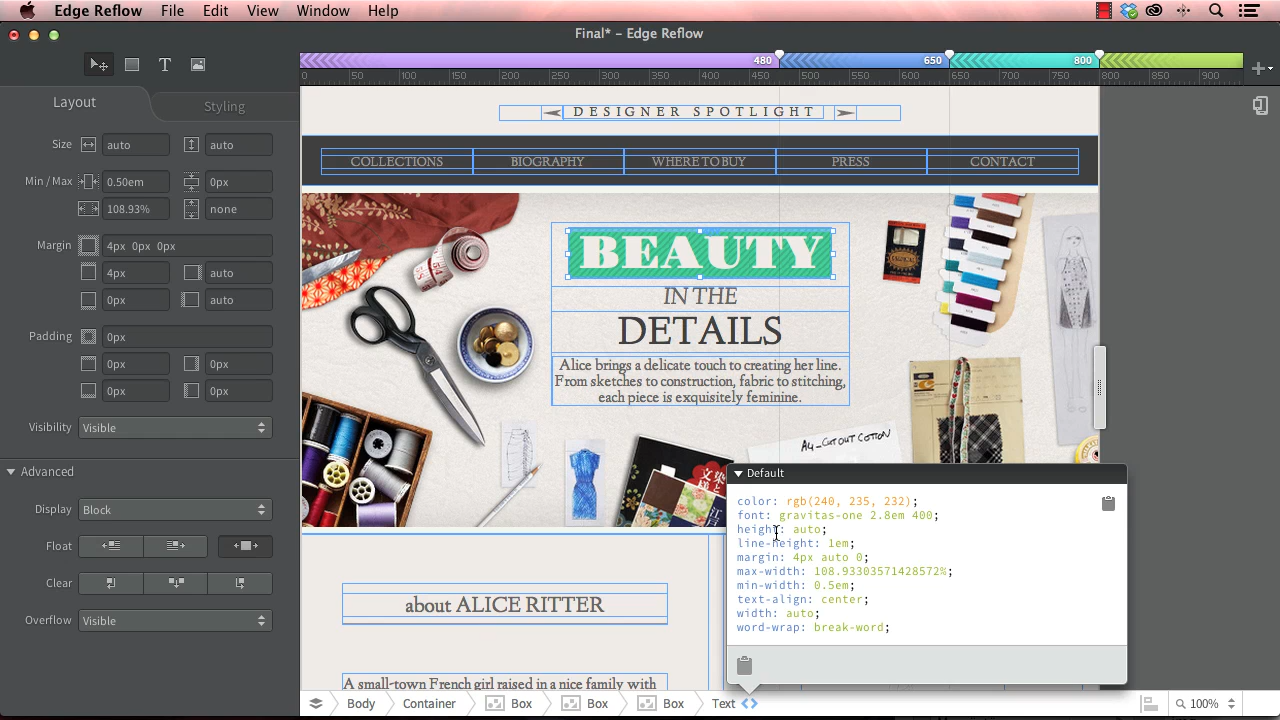 Edge Reflow File Edit View Window Help
Final* – Edge Reflow
480 650 800
0 50 100 150 200 250 300 350 400 450 500 550 600 650 700 750 800 850 900
Layout Styling
Size auto auto
Min / Max 0.50em 0px
108.93% none
Margin 4px 0px 0px
4px auto
0px auto
Padding 0px
0px 0px
0px 0px
Visibility Visible
Advanced
Display Block
Float
Clear
Overflow Visible
DESIGNER SPOTLIGHT
COLLECTIONS BIOGRAPHY WHERE TO BUY PRESS CONTACT
BEAUTY
IN THE
DETAILS
Alice brings a delicate touch to creating her line.
From sketches to construction, fabric to stitching,
each piece is exquisitely feminine.
A4-CUTOUT COTTON
about ALICE RITTER
A small-town French girl raised in a nice family with
Default
color: rgb(240, 235, 232);
font: gravitas-one 2.8em 400;
height: auto;
line-height: 1em;
margin: 4px auto 0;
max-width: 108.93303571428572%;
min-width: 0.5em;
text-align: center;
width: auto;
word-wrap: break-word;
Body Container Box Box Box Text 100%